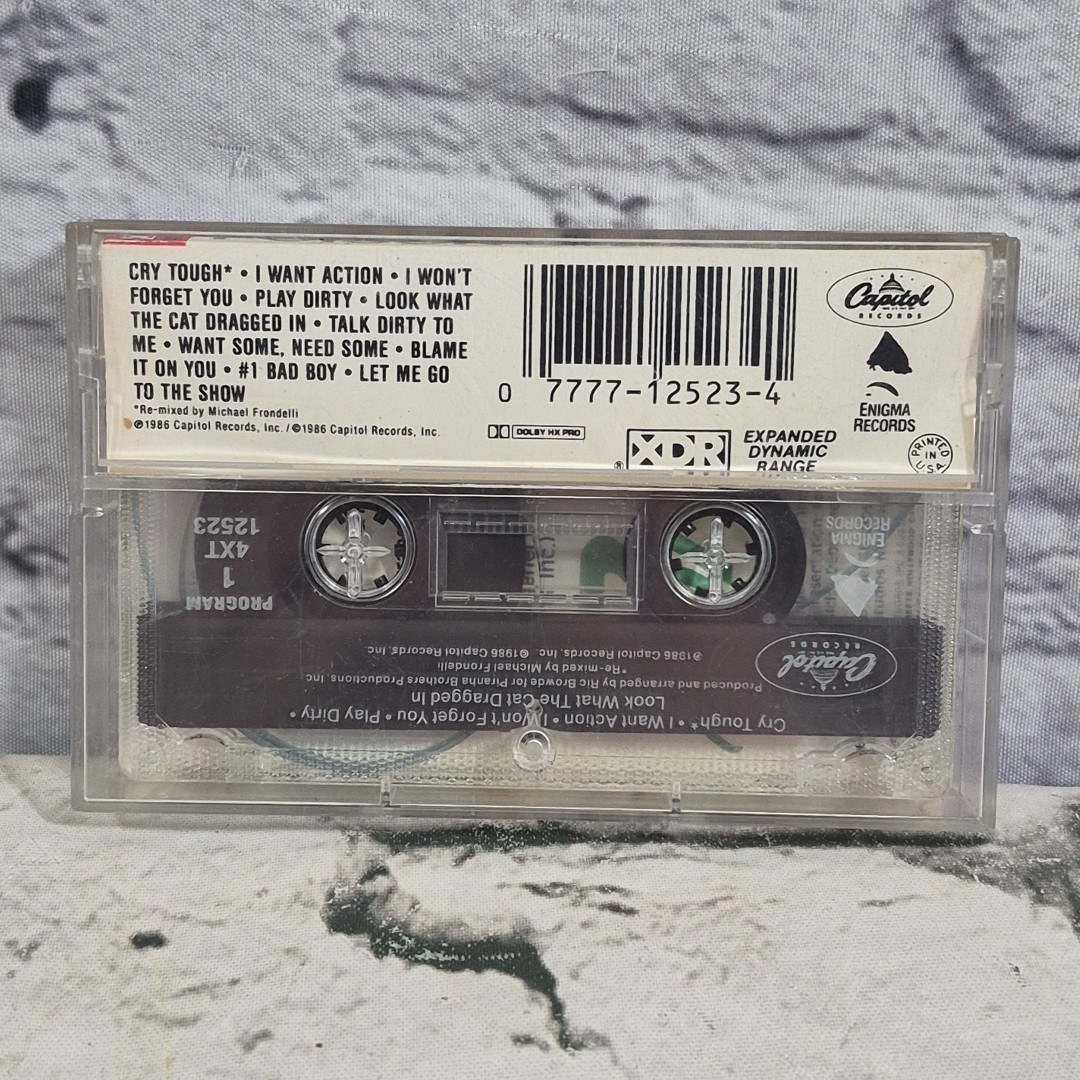 CRY TOUGH* • I WANT ACTION • I WON'T
FORGET YOU • PLAY DIRTY • LOOK WHAT
THE CAT DRAGGED IN • TALK DIRTY TO
ME • WANT SOME, NEED SOME • BLAME
IT ON YOU • #1 BAD BOY • LET ME GO
TO THE SHOW
*Re-mixed by Michael Frondelli
℗1986 Capitol Records, Inc./©1986 Capitol Records, Inc.
0 7777-12523-4
DOLBY HX PRO
®XDR
EXPANDED
DYNAMIC
RANGE
Capitol
RECORDS
ENIGMA
RECORDS
PRINTED
IN
U.S.A.
Cry Tough* • I Want Action • I Won't Forget You • Play Dirty •
Look What The Cat Dragged In
Produced and arranged by Ric Browde for Piranha Brothers Productions, Inc.
*Re-mixed by Michael Frondelli
℗1986 Capitol Records, Inc. ©1986 Capitol Records, Inc.
Capitol
RECORDS
PROGRAM
1
4XT
12523
ENIGMA
RECORDS